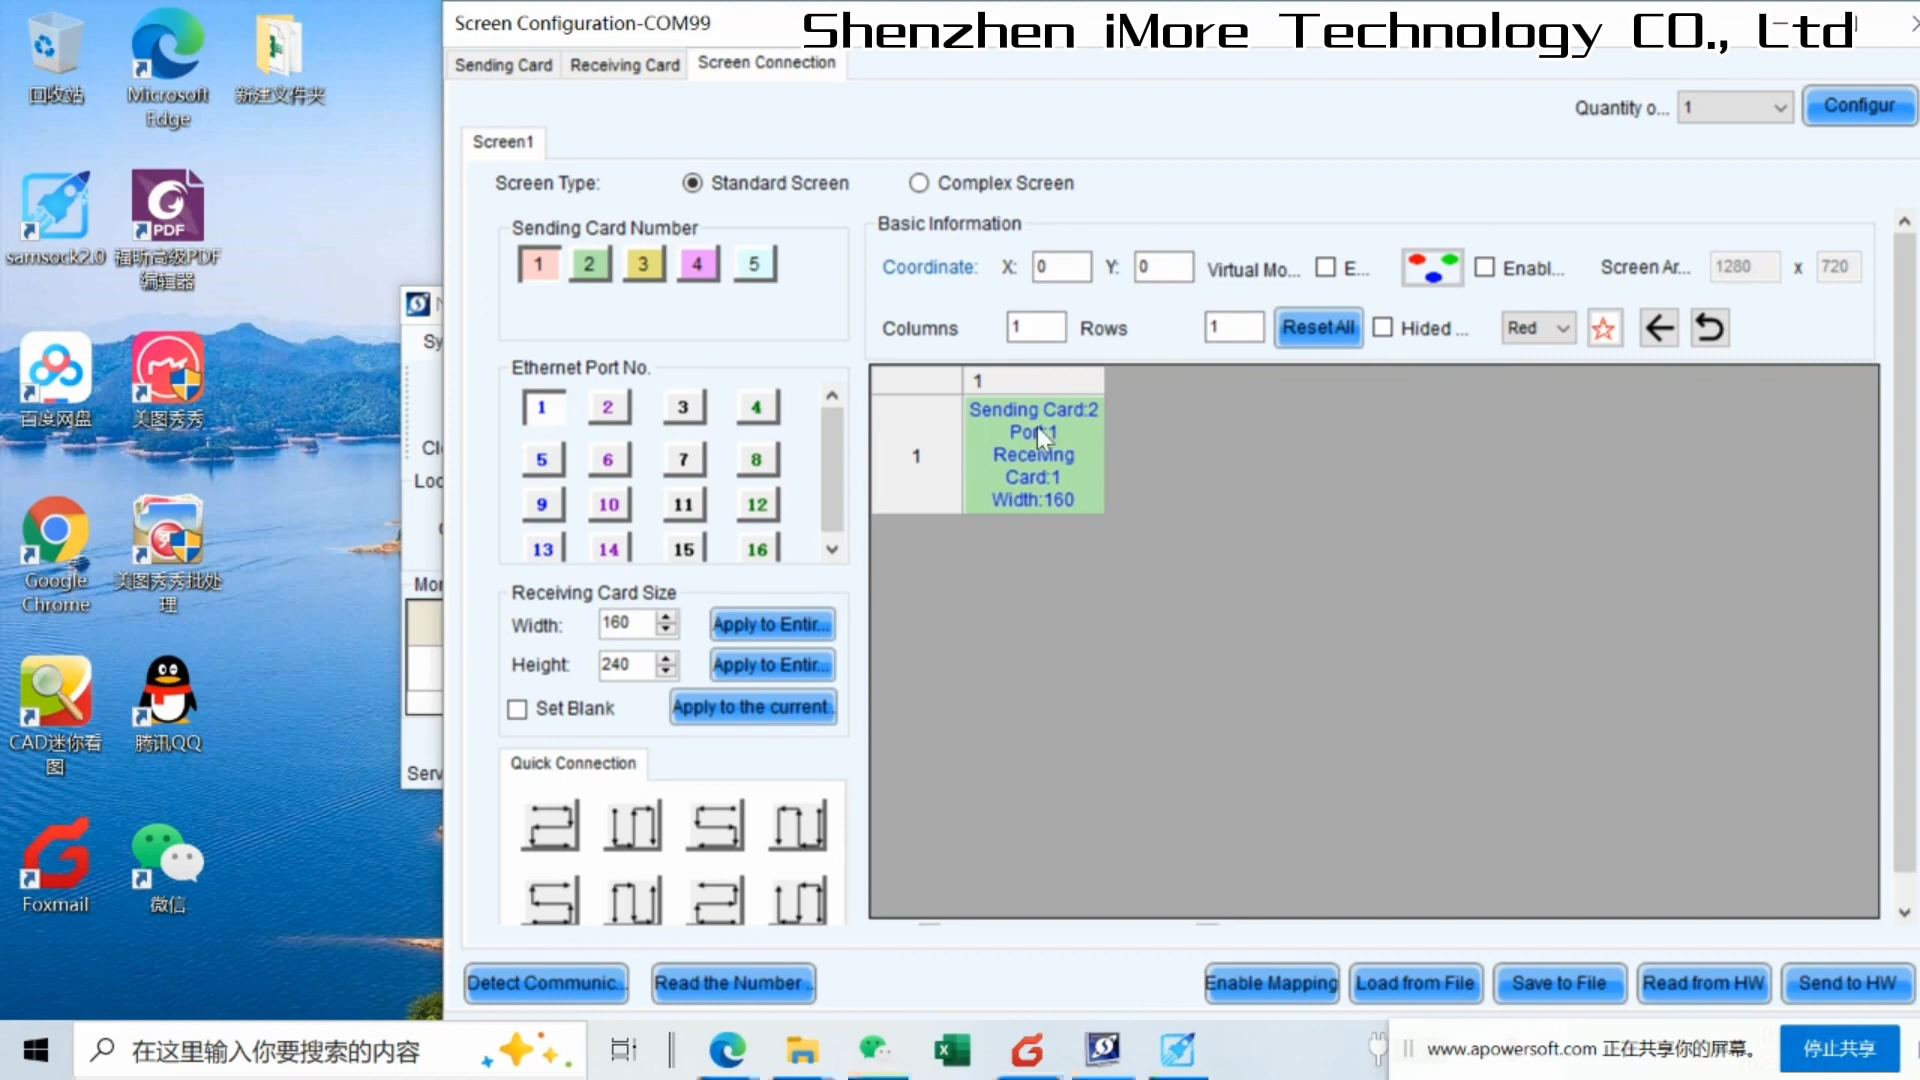 Screen Configuration-COM99
Shenzhen iMore Technology CO., Ltd
Sending Card
Receiving Card
Screen Connection
Quantity o...
1
Configur
Screen1
Screen Type:
Standard Screen
Complex Screen
Sending Card Number
1 2 3 4 5
Basic Information
Coordinate: X: 0 Y: 0 Virtual Mo... E... Enabl... Screen Ar... 1280 x 720
Columns 1 Rows 1 Reset All Hided ... Red
Ethernet Port No.
1 2 3 4
5 6 7 8
9 10 11 12
13 14 15 16
1
1
Sending Card:2
Port:1
Receiving
Card:1
Width:160
Receiving Card Size
Width: 160 Apply to Entir...
Height: 240 Apply to Entir...
Set Blank Apply to the current.
Quick Connection
Detect Communic...
Read the Number ..
Enable Mapping
Load from File
Save to File
Read from HW
Send to HW
回收站
Microsoft
Edge
新建文件夹
samsock2.0
PDF
福昕高级PDF
编辑器
百度网盘
美图秀秀
Google
Chrome
美图秀秀批处
理
CAD迷你看
图
腾讯QQ
Foxmail
微信
N
Sy
Cl
Loc
Mor
Serv
在这里输入你要搜索的内容
www.apowersoft.com 正在共享你的屏幕。
停止共享